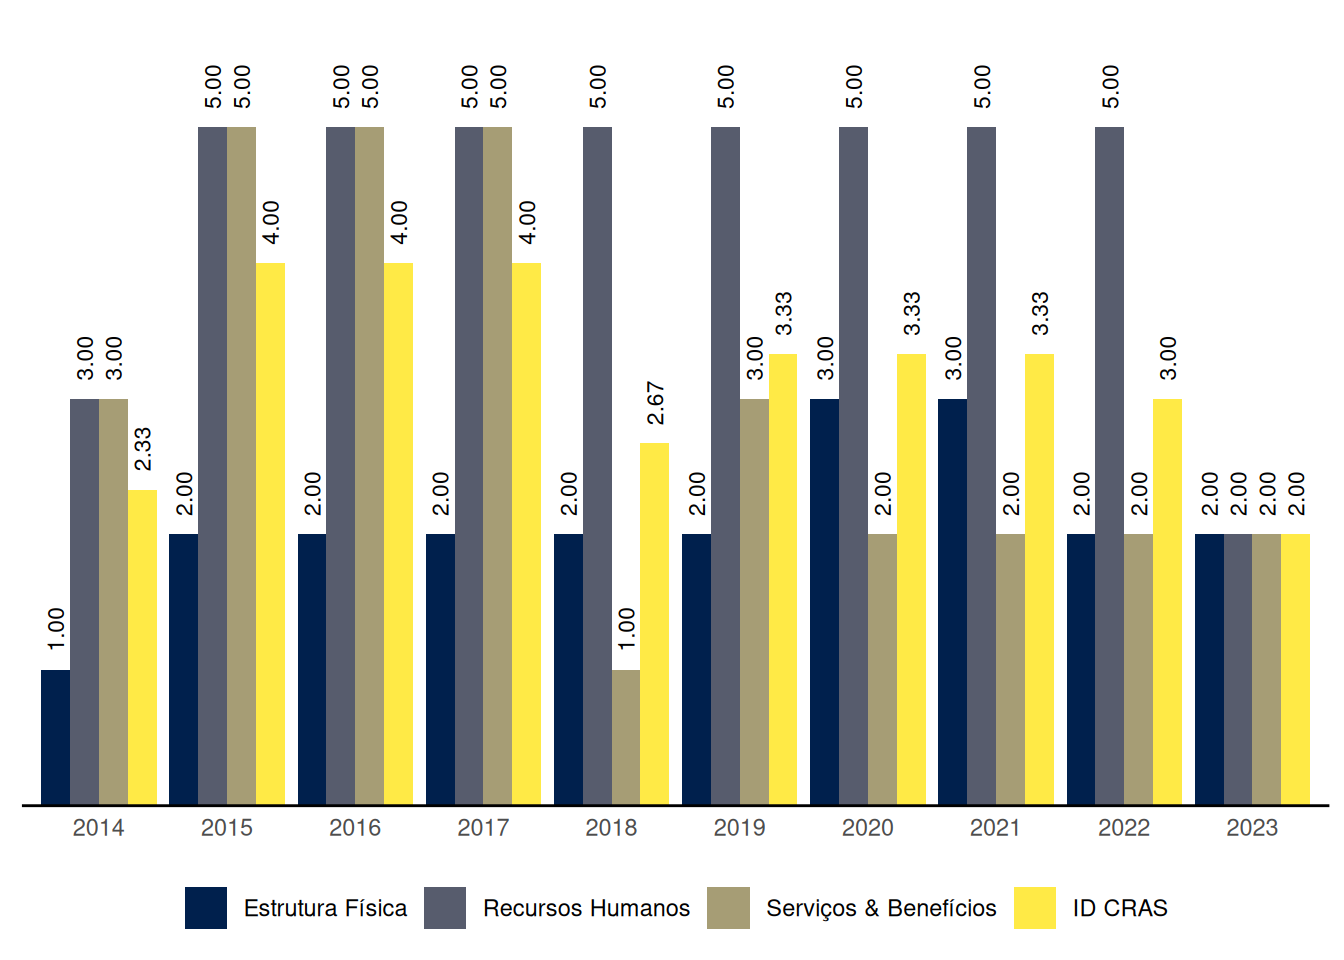 5.00 5.00 5.00 5.00 5.00 5.00 5.00 5.00 5.00 5.00 5.00
4.00 4.00 4.00
3.33 3.33 3.33
3.00 3.00 3.00 3.00 3.00 3.00
2.67
2.33
2.00 2.00 2.00 2.00 2.00 2.00 2.00 2.00 2.00 2.00 2.00 2.00 2.00
1.00 1.00
2014 2015 2016 2017 2018 2019 2020 2021 2022 2023
Estrutura Física Recursos Humanos Serviços & Benefícios ID CRAS